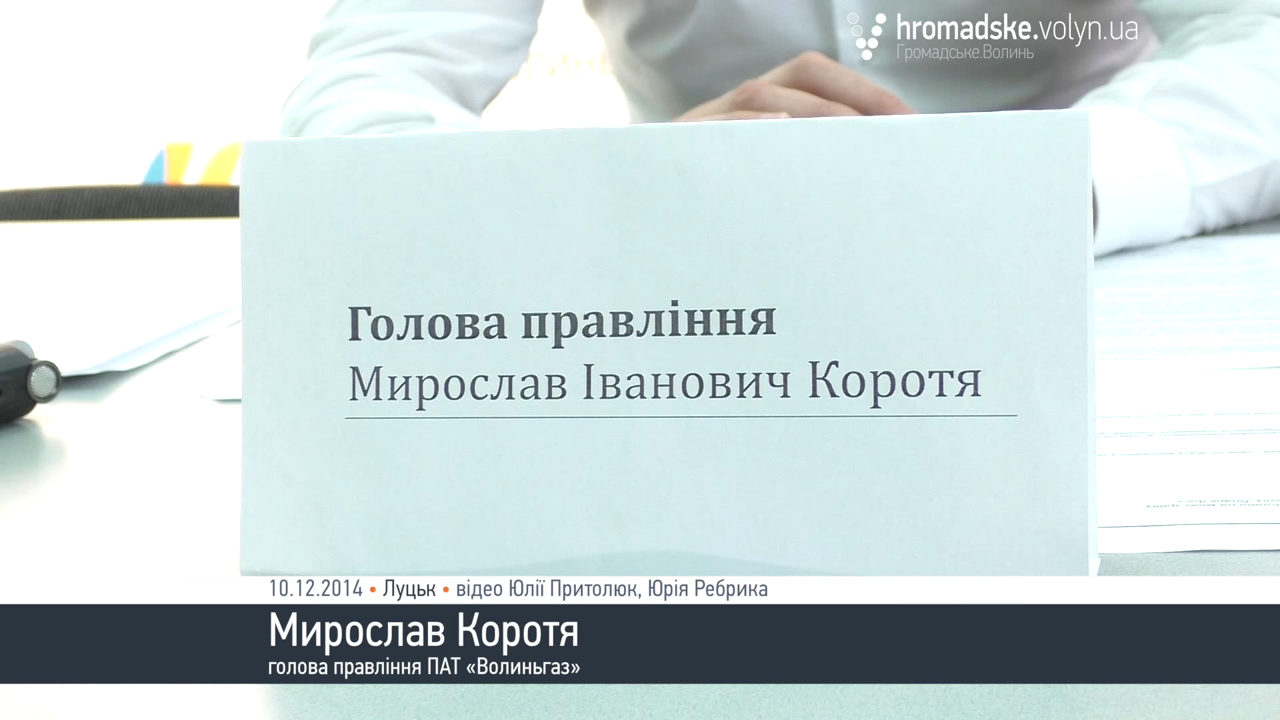 hromadske.volyn.ua
Громадське.Волинь
Голова правління
Мирослав Іванович Коротя
10.12.2014 • Луцьк • відео Юлії Притолюк, Юрія Ребрика
Мирослав Коротя
голова правління ПАТ «Волиньгаз»